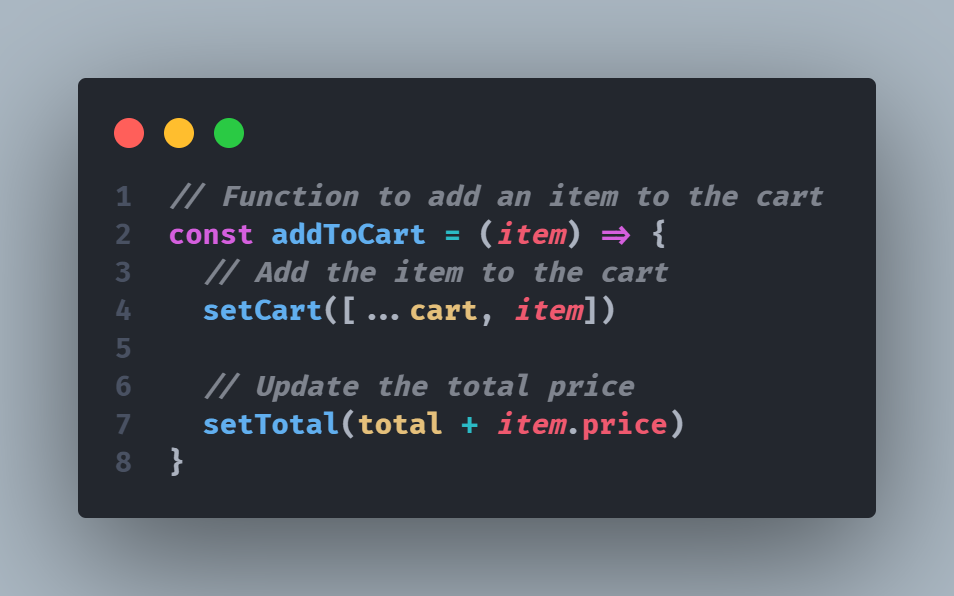 1 // Function to add an item to the cart
2 const addToCart = (item) => {
3   // Add the item to the cart
4   setCart([...cart, item])
5
6   // Update the total price
7   setTotal(total + item.price)
8 }